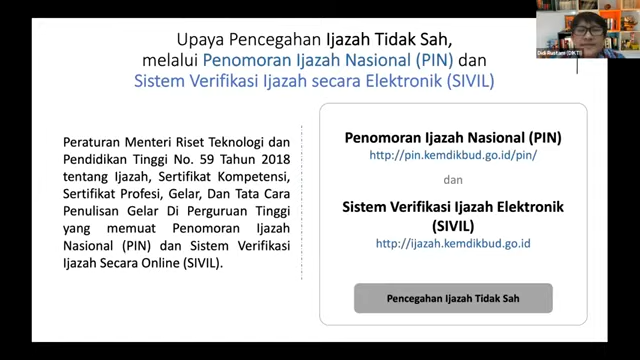 Upaya Pencegahan Ijazah Tidak Sah,
melalui Penomoran Ijazah Nasional (PIN) dan
Sistem Verifikasi Ijazah secara Elektronik (SIVIL)
Didi Rustam (DIKTI)
Peraturan Menteri Riset Teknologi dan
Pendidikan Tinggi No. 59 Tahun 2018
tentang Ijazah, Sertifikat Kompetensi,
Sertifikat Profesi, Gelar, Dan Tata Cara
Penulisan Gelar Di Perguruan Tinggi
yang memuat Penomoran Ijazah
Nasional (PIN) dan Sistem Verifikasi
Ijazah Secara Online (SIVIL).
Penomoran Ijazah Nasional (PIN)
http://pin.kemdikbud.go.id/pin/
dan
Sistem Verifikasi Ijazah Elektronik
(SIVIL)
http://ijazah.kemdikbud.go.id
Pencegahan Ijazah Tidak Sah